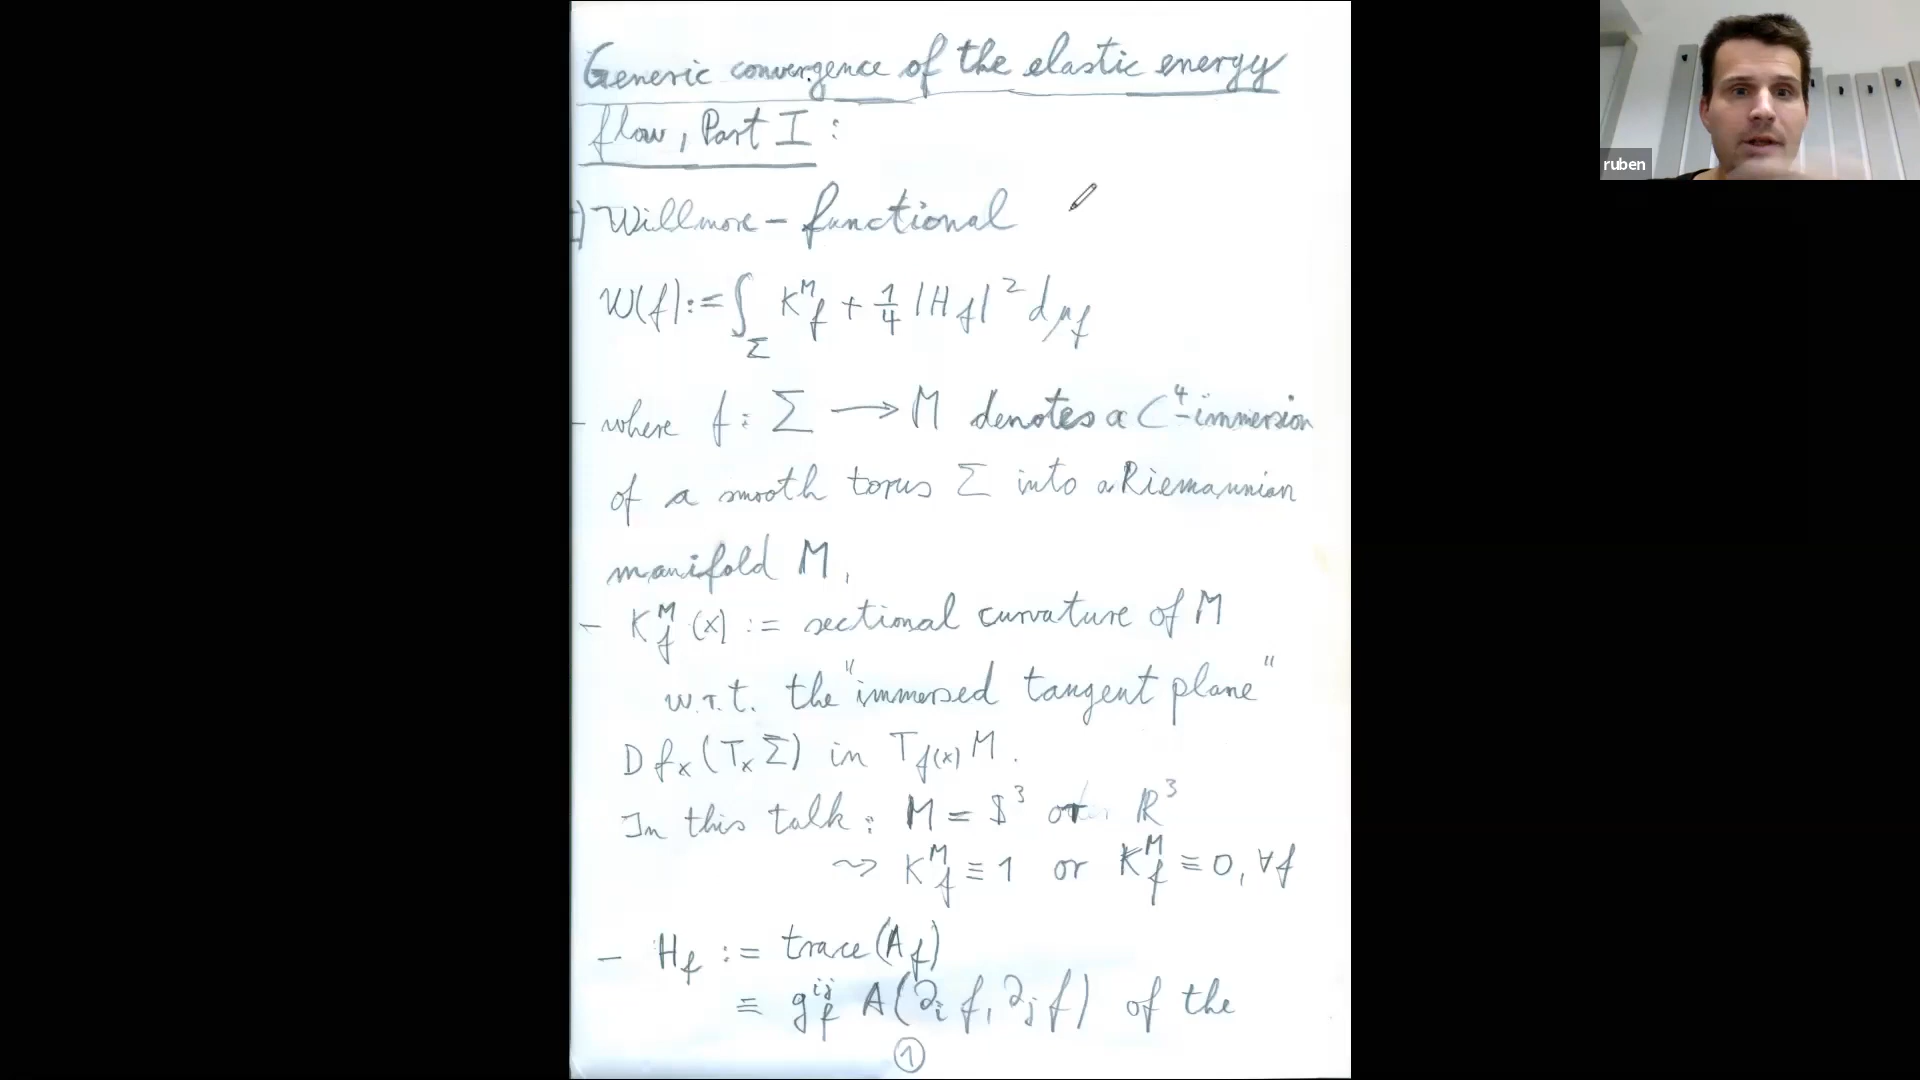 Generic convergence of the elastic energy
flow, Part I :
I) Willmore-functional
W(f) := ∫_Σ K^M_f + 1/4 |H_f|^2 dμ_f
- where f : Σ ⟶ M denotes a C^4-immersion
of a smooth torus Σ into a Riemannian
manifold M,
- K^M_f (x) := sectional curvature of M
w.r.t. the "immersed tangent plane"
D f_x (T_x Σ) in T_f(x) M.
In this talk : M = S^3 or R^3
⇝ K^M_f ≡ 1 or K^M_f ≡ 0, ∀f
- H_f := trace(A_f)
≡ g^ij_f A(∂_i f, ∂_j f) of the
①
ruben